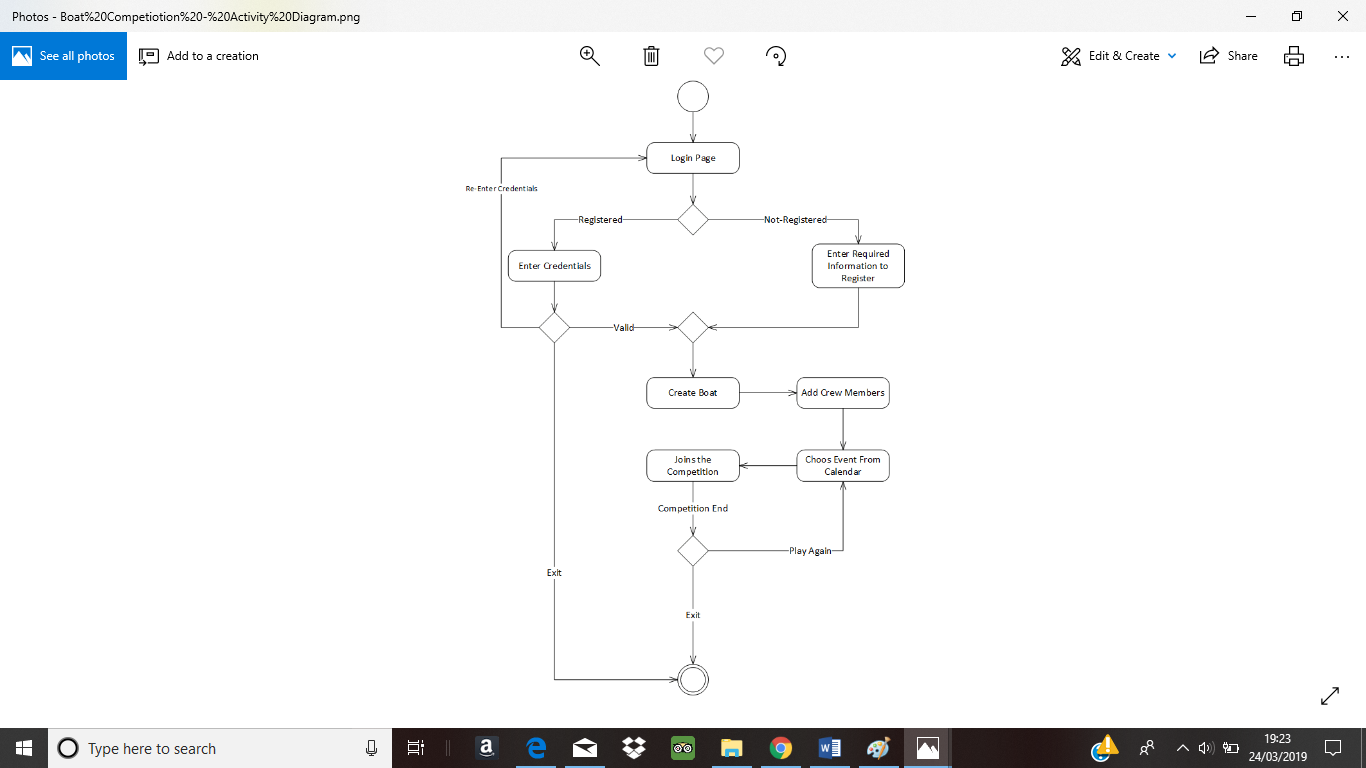 Photos - Boat%20Competiotion%20-%20Activity%20Diagram.png
See all photos
Add to a creation
Edit & Create
Share
Login Page
Re-Enter Credentials
Registered
Not-Registered
Enter Credentials
Enter Required
Information to
Register
Valid
Create Boat
Add Crew Members
Joins the
Competition
Choos Event From
Calendar
Competition End
Play Again
Exit
Exit
Type here to search
19:23
24/03/2019